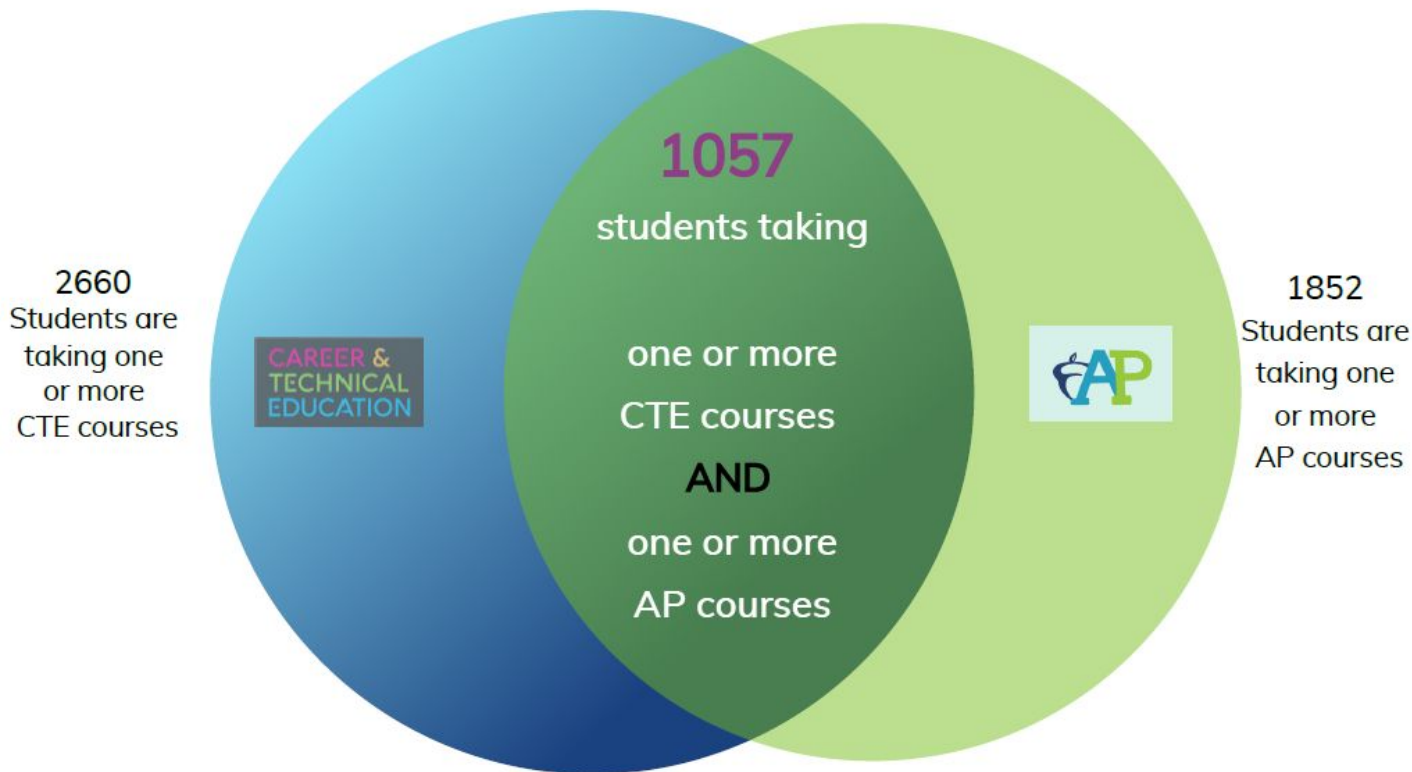 2660
Students are
taking one
or more
CTE courses
CAREER &
TECHNICAL
EDUCATION
1057
students taking
one or more
CTE courses
AND
one or more
AP courses
AP
1852
Students are
taking one
or more
AP courses